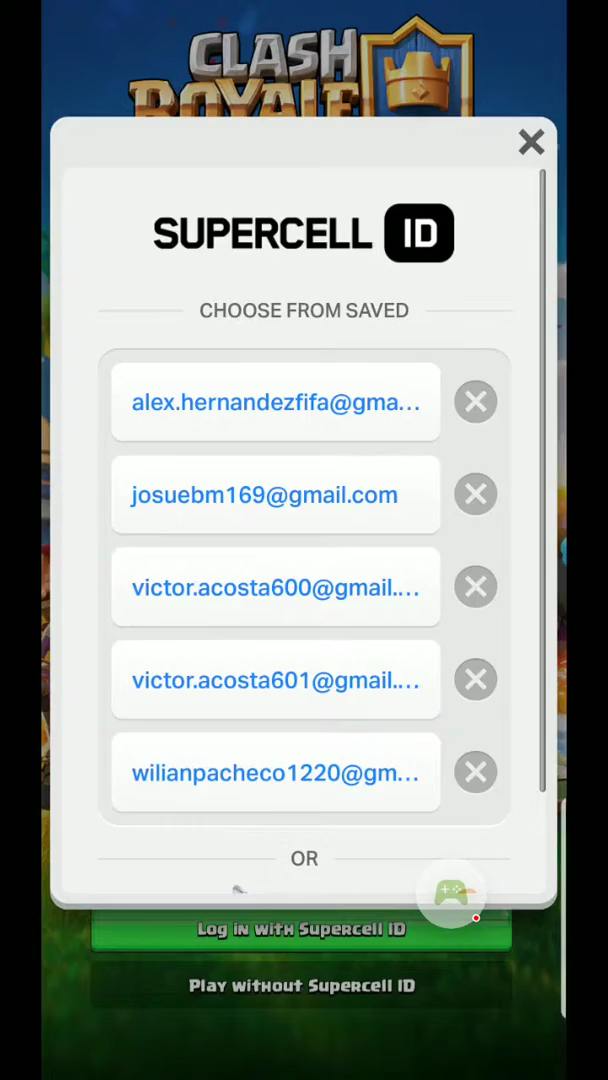 CLASH
ROYALE
SUPERCELL ID
CHOOSE FROM SAVED
alex.hernandezfifa@gma...
josuebm169@gmail.com
victor.acosta600@gmail....
victor.acosta601@gmail....
wilianpacheco1220@gm...
OR
Log in with Supercell ID
Play without Supercell ID